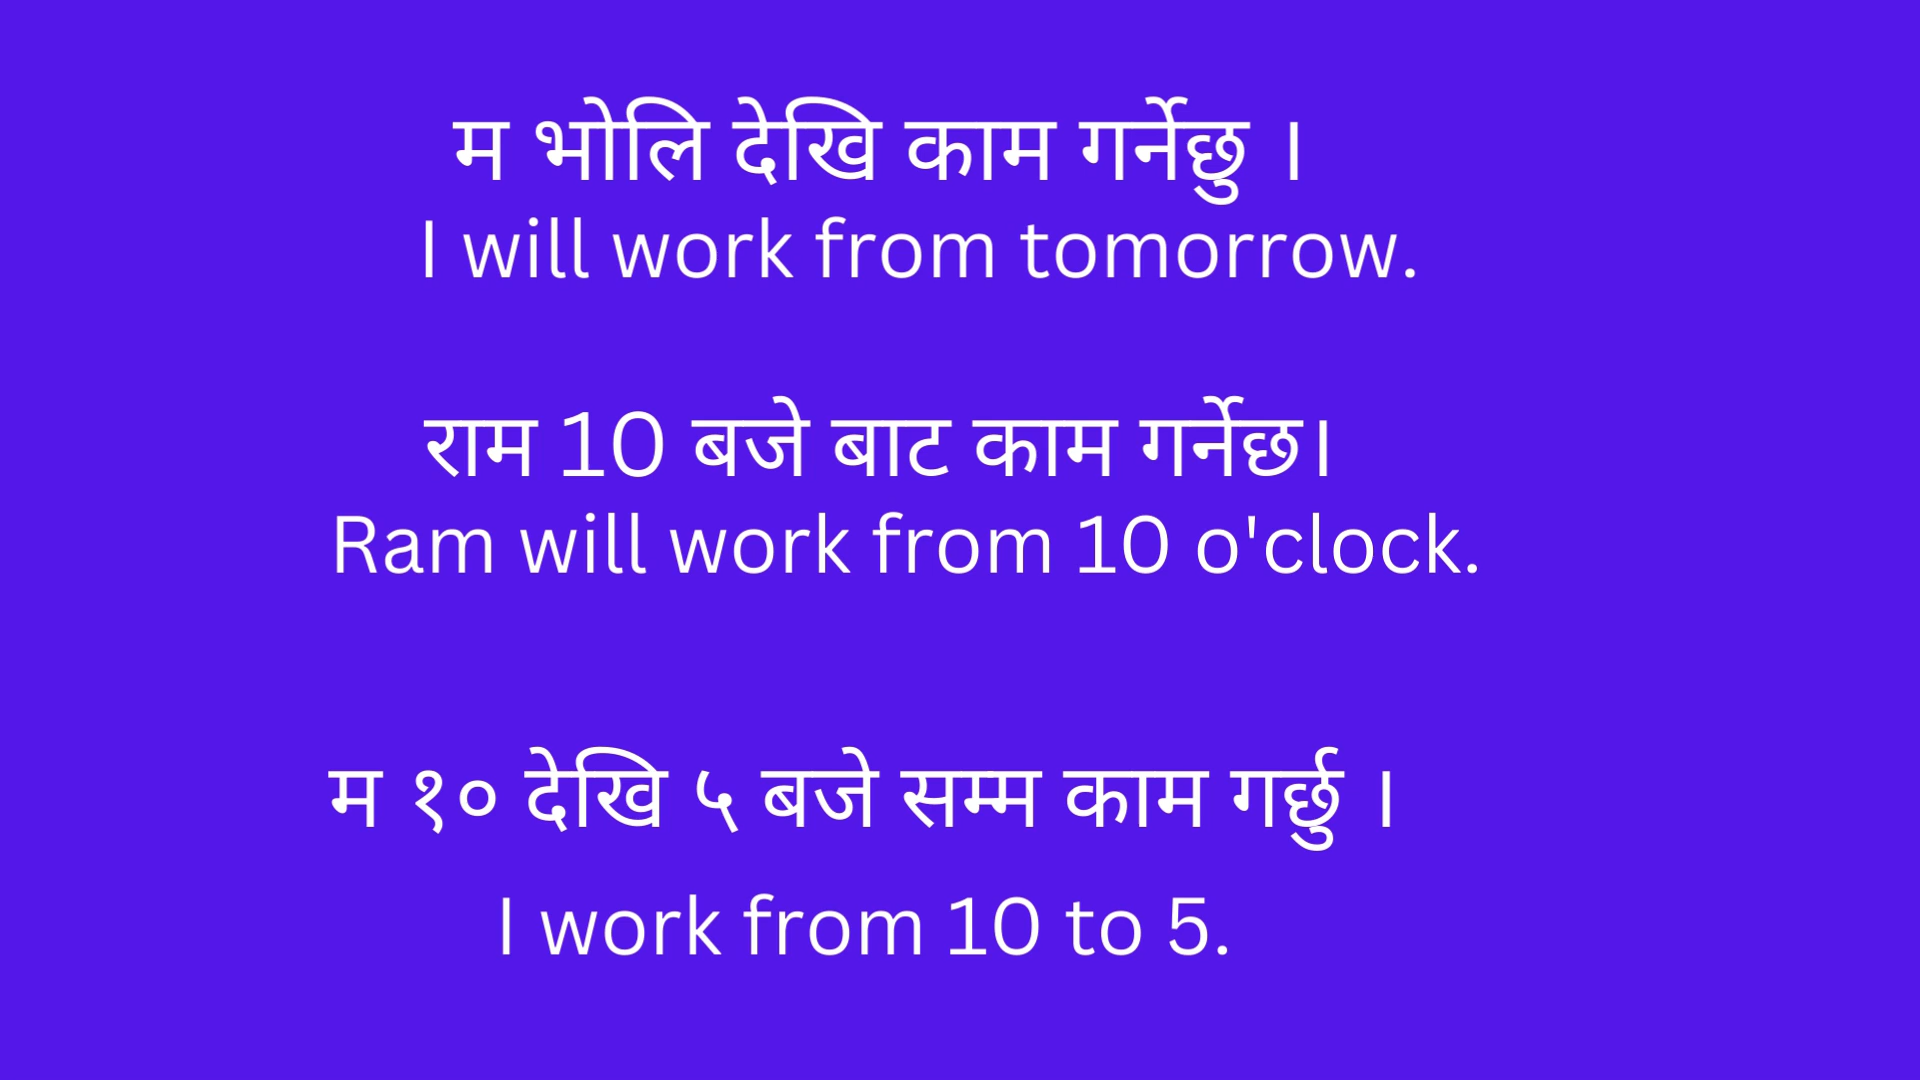 म भोलि देखि काम गर्नेछु ।
I will work from tomorrow.
राम 10 बजे बाट काम गर्नेछ।
Ram will work from 10 o'clock.
म १० देखि ५ बजे सम्म काम गर्छु ।
I work from 10 to 5.